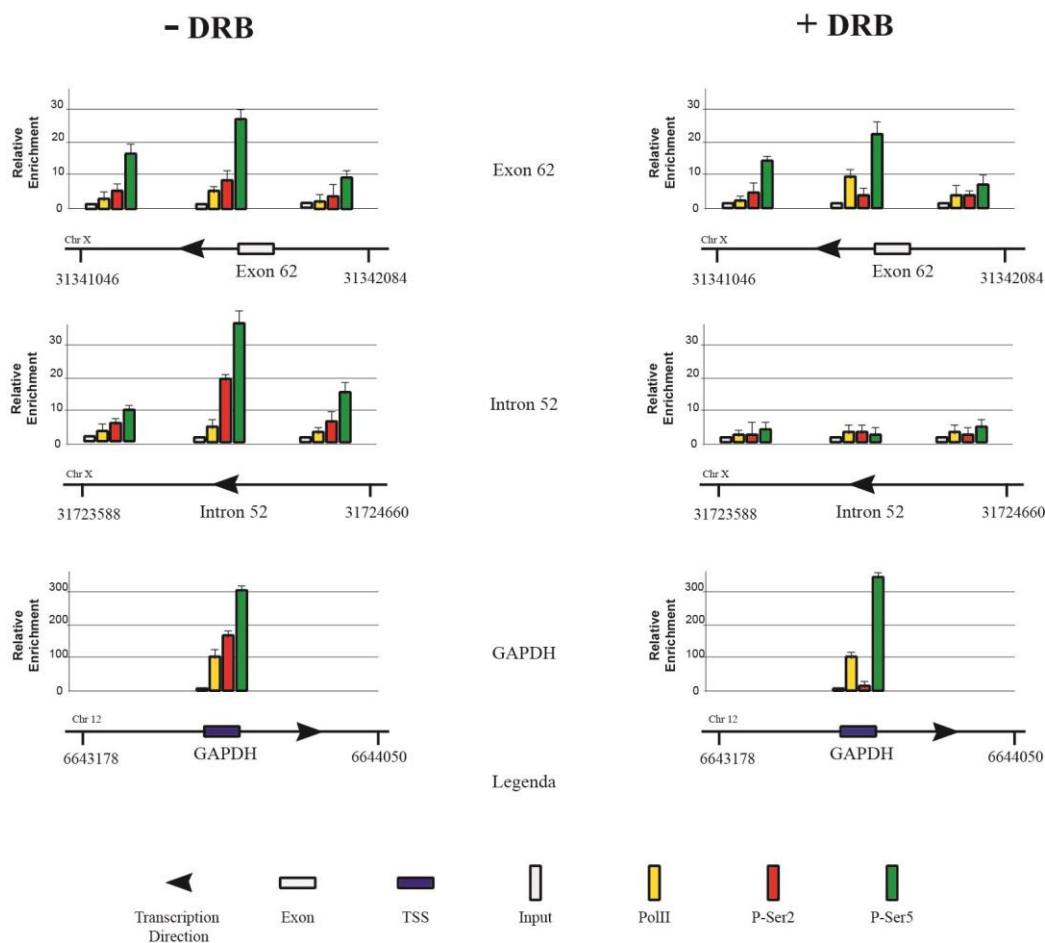 - DRB
+ DRB
Relative Enrichment
30
20
10
0
Exon 62
Relative Enrichment
30
20
10
0
Chr X
Exon 62
31341046
31342084
Chr X
Exon 62
31341046
31342084
Relative Enrichment
30
20
10
0
Intron 52
Relative Enrichment
30
20
10
0
Chr X
31723588
Intron 52
31724660
Chr X
31723588
Intron 52
31724660
Relative Enrichment
300
200
100
0
GAPDH
Relative Enrichment
300
200
100
0
Chr 12
6643178
GAPDH
6644050
Chr 12
6643178
GAPDH
6644050
Legenda
Transcription Direction
Exon
TSS
Input
PolII
P-Ser2
P-Ser5